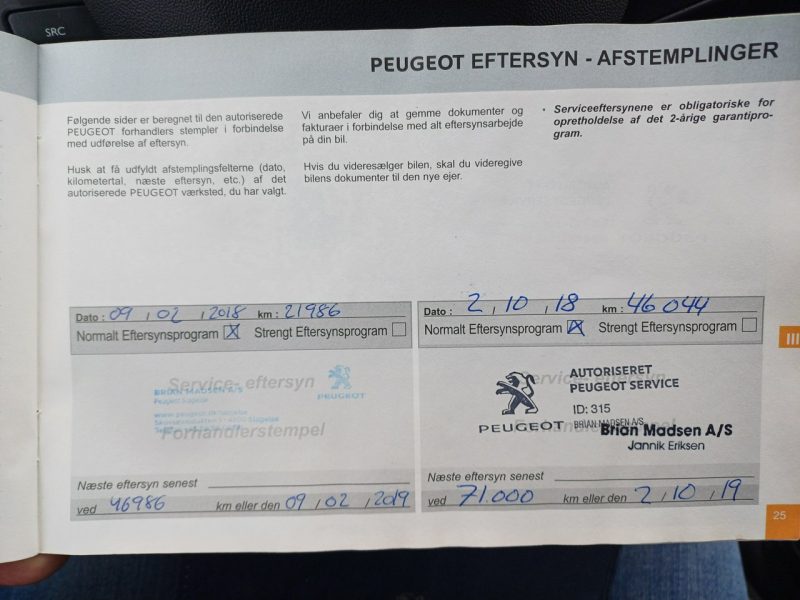 SRC
PEUGEOT EFTERSYN - AFSTEMPLINGER
Følgende sider er beregnet til den autoriserede
PEUGEOT forhandlers stempler i forbindelse
med udførelse af eftersyn.
Husk at få udfyldt afstemplingsfelterne (dato,
kilometertal, næste eftersyn, etc.) af det
autoriserede PEUGEOT værksted, du har valgt.
Vi anbefaler dig at gemme dokumenter og
fakturaer i forbindelse med alt eftersynsarbejde
på din bil.
Hvis du videresælger bilen, skal du videregive
bilens dokumenter til den nye ejer.
• Serviceeftersynene er obligatoriske for
opretholdelse af det 2-årige garantipro-
gram.
Dato : 09 / 02 / 2018 km : 21986
Normalt Eftersynsprogram X Strengt Eftersynsprogram
Service- eftersyn
BRIAN MADSEN A/S
Peugeot Slagelse
PEUGEOT
Forhandlerstempel
Næste eftersyn senest
ved 46986 km eller den 09 / 02 / 2019
Dato : 2 / 10 / 18 km : 46044
Normalt Eftersynsprogram X Strengt Eftersynsprogram
Service- eftersyn
AUTORISERET
PEUGEOT SERVICE
ID: 315
PEUGEOT
BRIAN MADSEN A/S
Forhandlerstempel
Brian Madsen A/S
Jannik Eriksen
Næste eftersyn senest
ved 71.000 km eller den 2 / 10 / 19
III
25